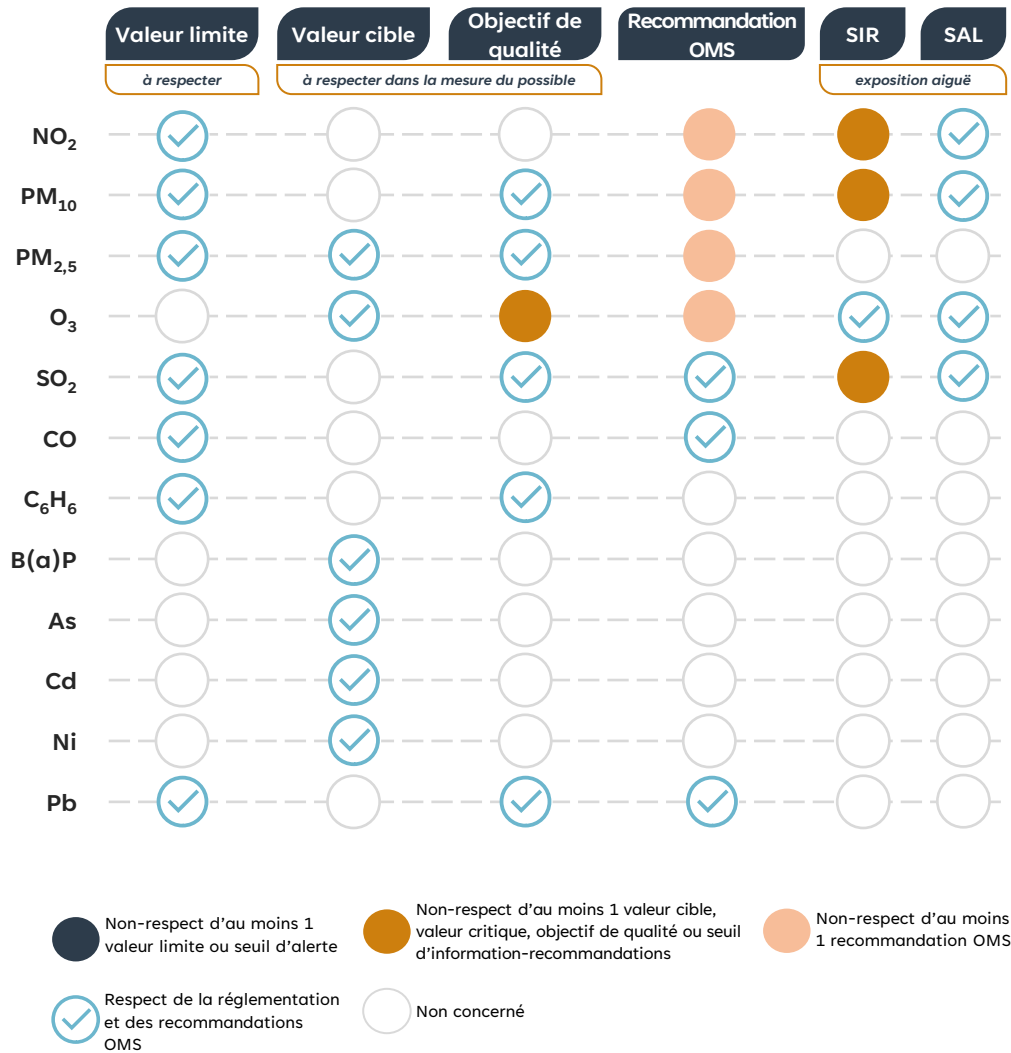 Valeur limite
Valeur cible
Objectif de
qualité
Recommandation
OMS
SIR
SAL
à respecter
à respecter dans la mesure du possible
exposition aiguë
NO₂
PM₁₀
PM₂,₅
O₃
SO₂
CO
C₆H₆
B(a)P
As
Cd
Ni
Pb
Non-respect d'au moins 1
valeur limite ou seuil d'alerte
Non-respect d'au moins 1 valeur cible,
valeur critique, objectif de qualité ou seuil
d'information-recommandations
Non-respect d'au moins
1 recommandation OMS
Respect de la réglementation
et des recommandations
OMS
Non concerné